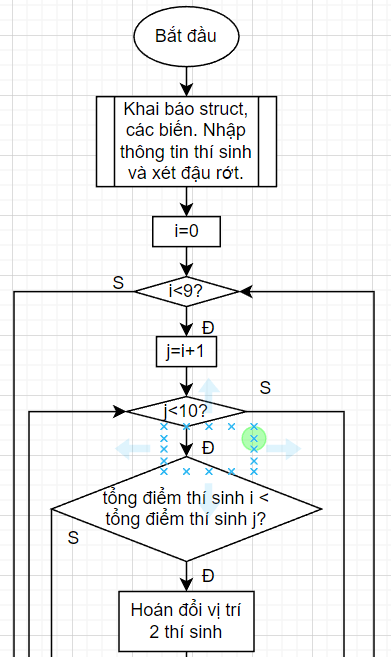 Bắt đầu
Khai báo struct,
các biến. Nhập
thông tin thí sinh
và xét đậu rớt.
i=0
S
i<9?
Đ
j=i+1
S
j<10?
Đ
tổng điểm thí sinh i <
tổng điểm thí sinh j?
S
Đ
Hoán đổi vị trí
2 thí sinh